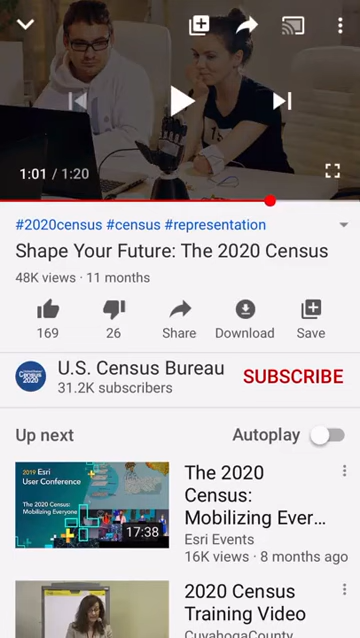 1:01 / 1:20
#2020census #census #representation
Shape Your Future: The 2020 Census
48K views · 11 months
169
26
Share
Download
Save
Census
2020
U.S. Census Bureau
31.2K subscribers
SUBSCRIBE
Up next
Autoplay
2019 Esri
User Conference
The 2020 Census:
Mobilizing Everyone
17:38
The 2020
Census:
Mobilizing Ever...
Esri Events
16K views · 8 months ago
2020 Census
Training Video
CuyahogaCounty